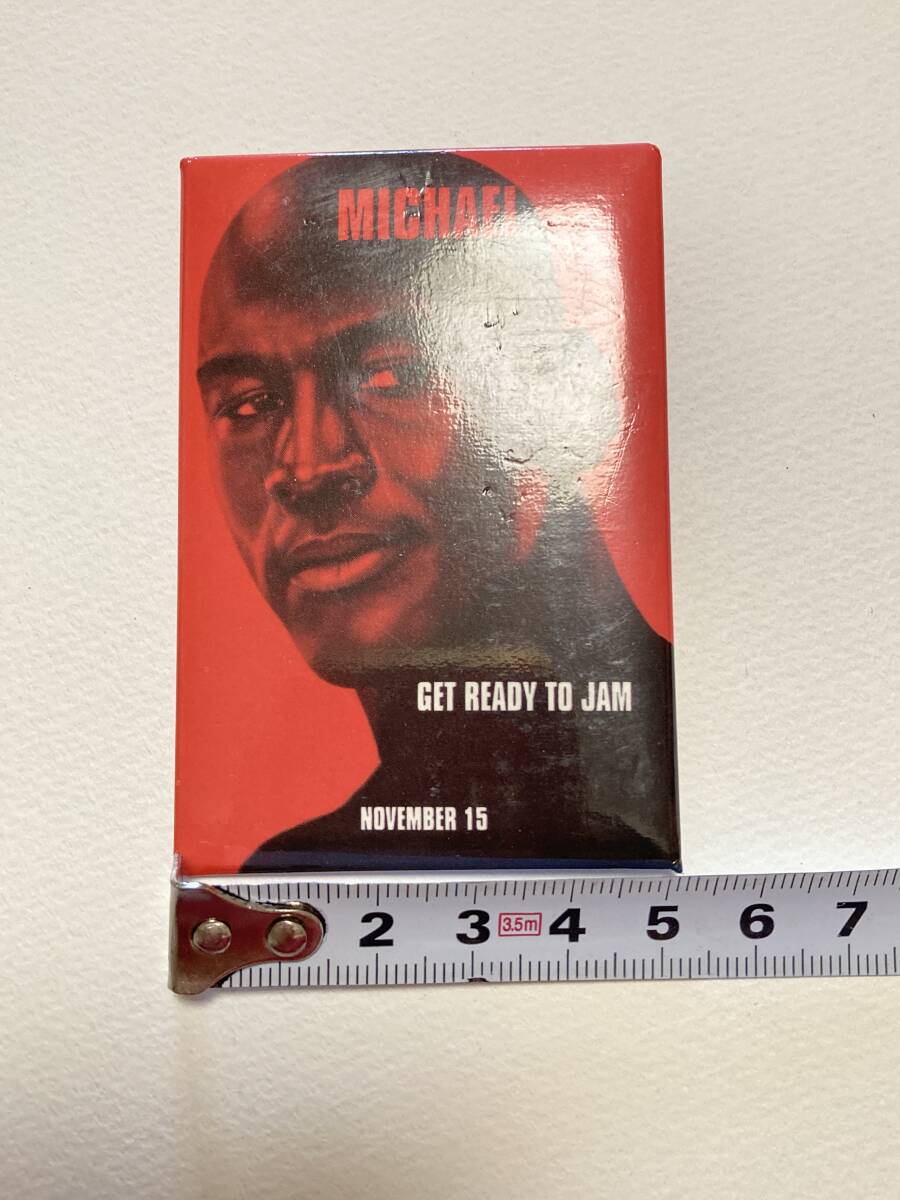 MICHAEL
GET READY TO JAM
NOVEMBER 15
2 3 3.5m 4 5 6 7